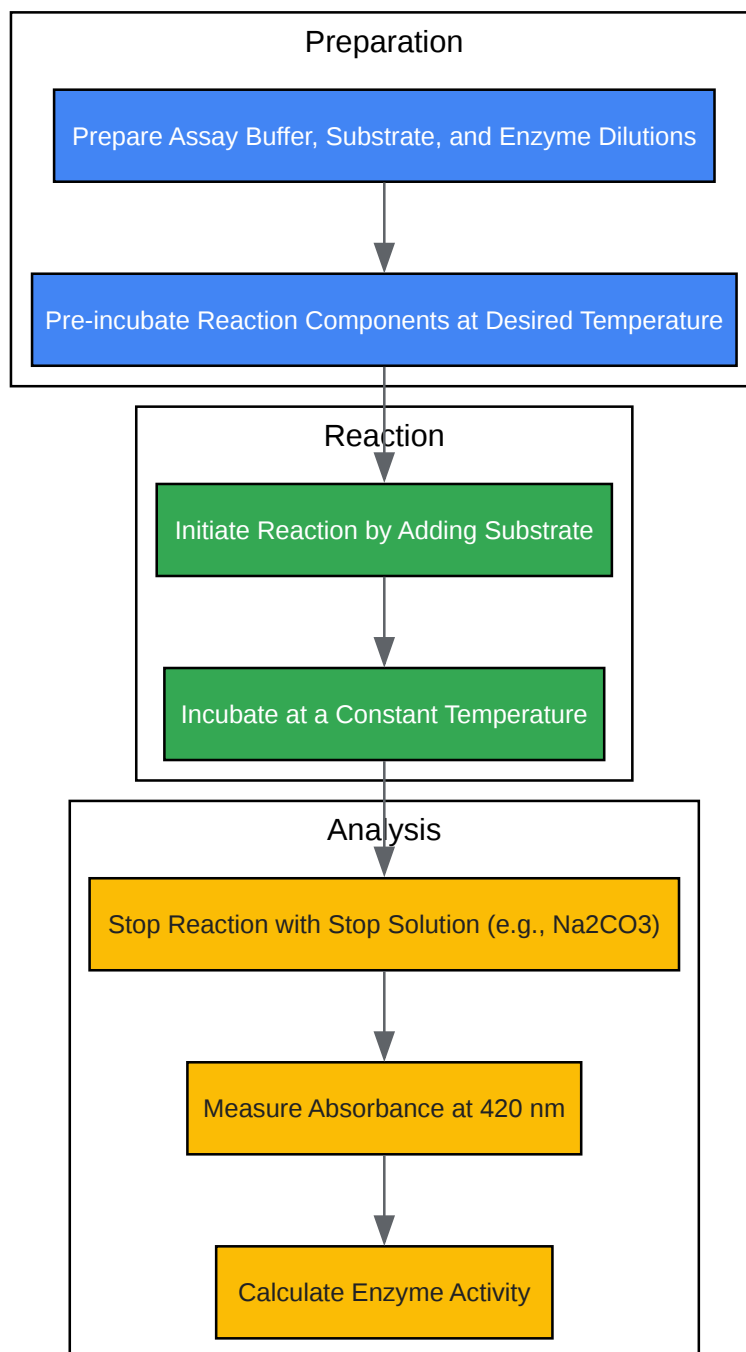 Preparation
Prepare Assay Buffer, Substrate, and Enzyme Dilutions
Pre-incubate Reaction Components at Desired Temperature
Reaction
Initiate Reaction by Adding Substrate
Incubate at a Constant Temperature
Analysis
Stop Reaction with Stop Solution (e.g., Na2CO3)
Measure Absorbance at 420 nm
Calculate Enzyme Activity